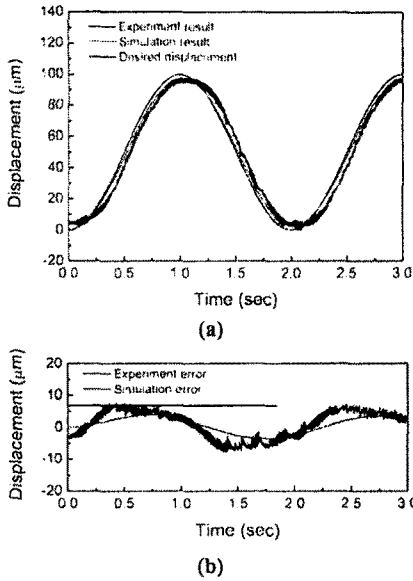 140
120
100
80
60
40
20
0
-20
Displacement (μm)
Experiment result
Simulation result
Desired displacement
0.0 0.5 1.0 1.5 2.0 2.5 3.0
Time (sec)
(a)
20
10
0
-10
-20
Displacement (μm)
Experiment error
Simulation error
0.0 0.5 1.0 1.5 2.0 2.5 3.0
Time (sec)
(b)